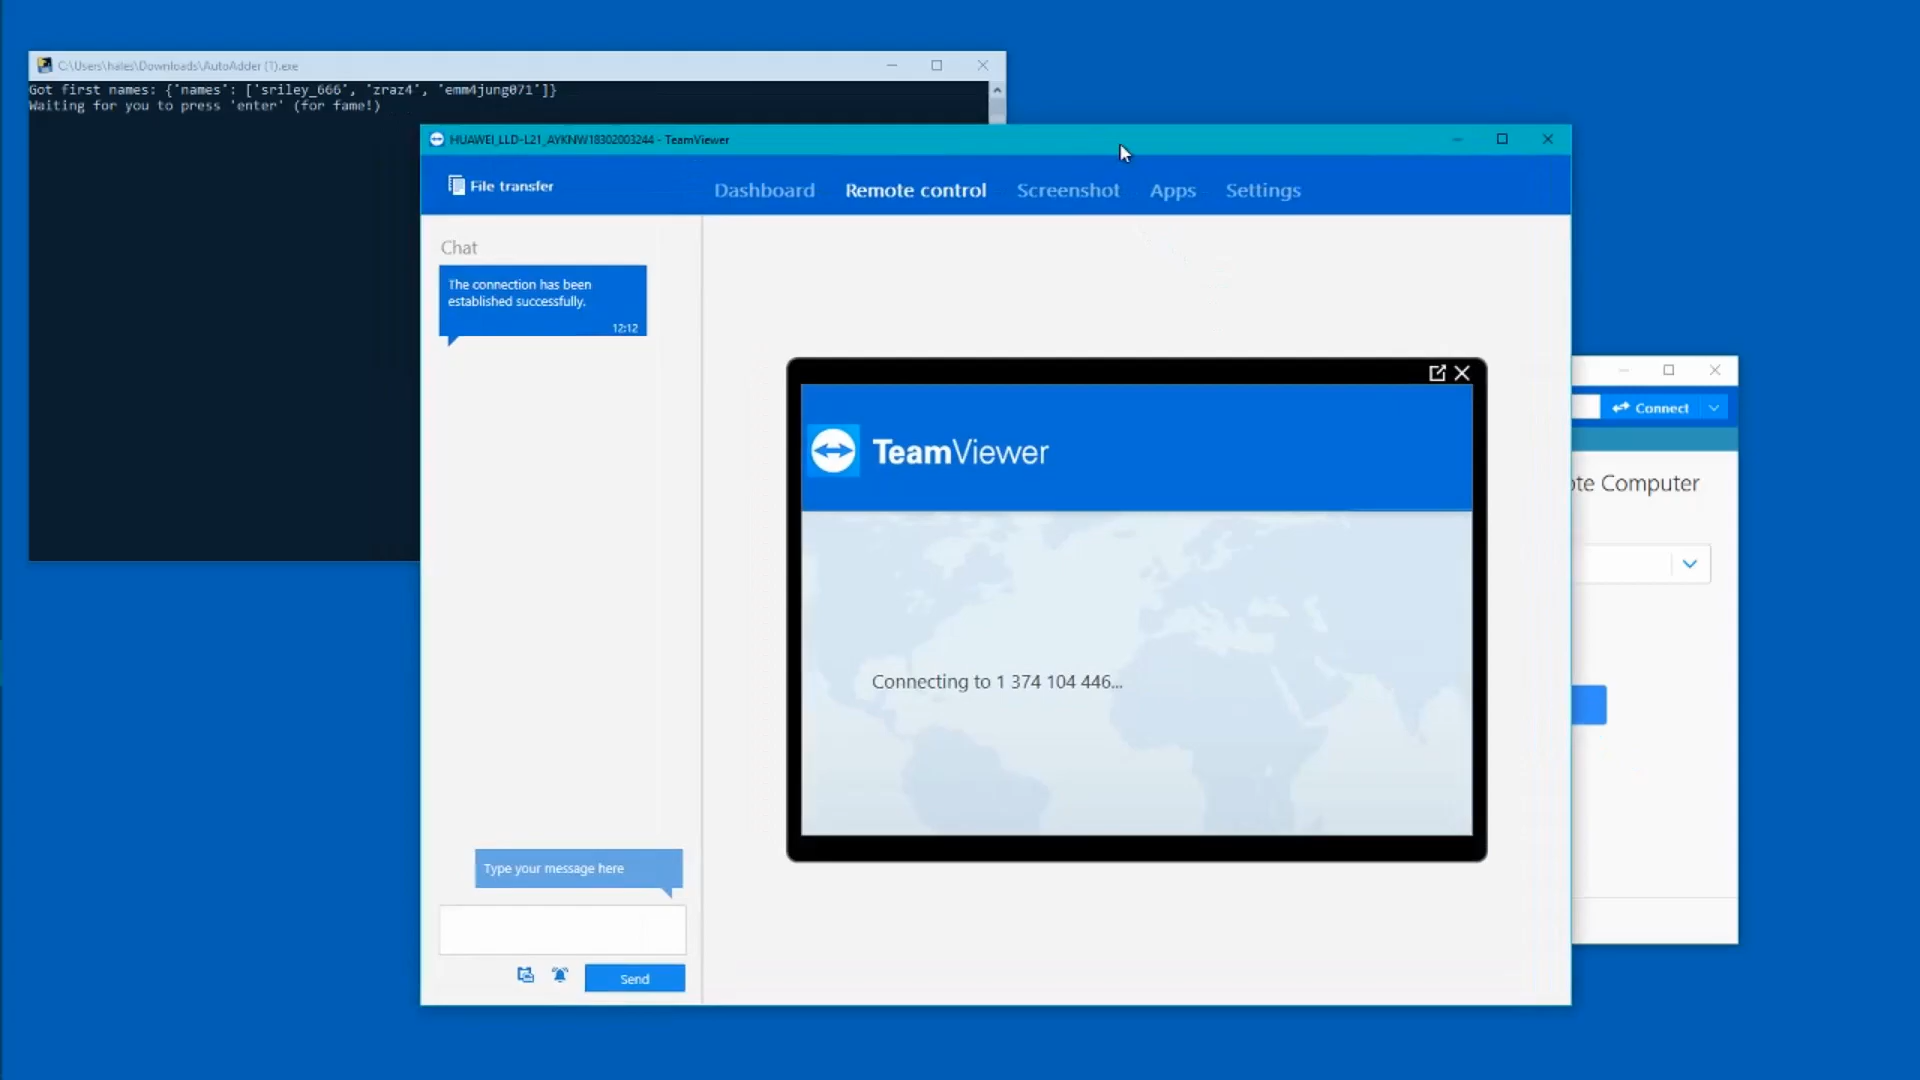 C:\Users\hales\Downloads\AutoAdder (1).exe
Got first names: {'names': ['sriley_666', 'zraz4', 'emm4jung071']}
Waiting for you to press 'enter' (for fame!)
HUAWEI_LLD-L21_AYKNW18302003244 - TeamViewer
File transfer
Dashboard Remote control Screenshot Apps Settings
Chat
The connection has been
established successfully.
12:12
TeamViewer
Connecting to 1 374 104 446...
Type your message here
Send
Connect
Computer